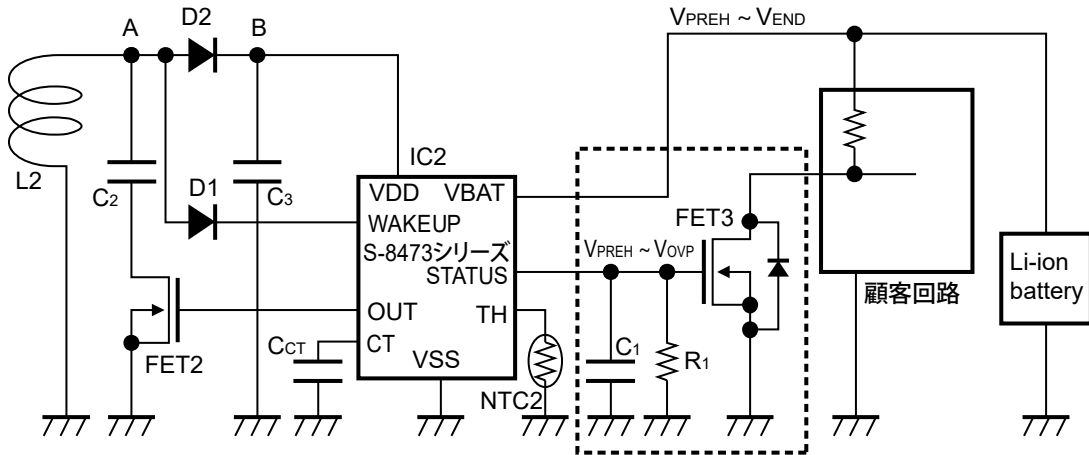 A
D2
B
VPREH ~ VEND
L2
C2
D1
C3
IC2
VDD
VBAT
WAKEUP
S-8473シリーズ
STATUS
OUT
TH
CT
VSS
FET2
CCT
NTC2
VPREH ~ VOVP
FET3
C1
R1
顧客回路
Li-ion
battery